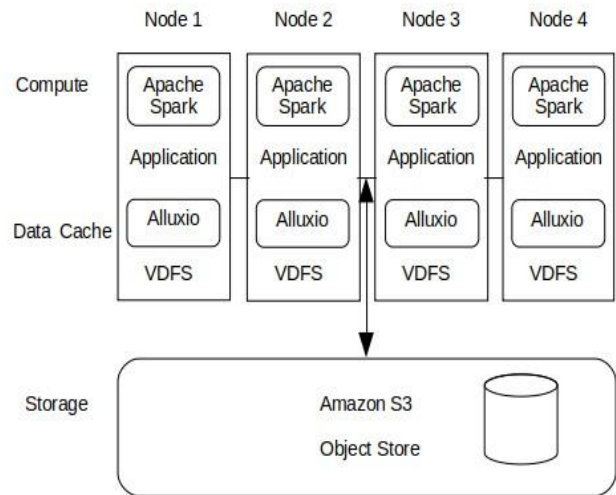 Node 1 Node 2 Node 3 Node 4
Compute
Apache Spark
Apache Spark
Apache Spark
Apache Spark
Application Application Application Application
Data Cache
Alluxio Alluxio Alluxio Alluxio
VDFS VDFS VDFS VDFS
Storage
Amazon S3
Object Store